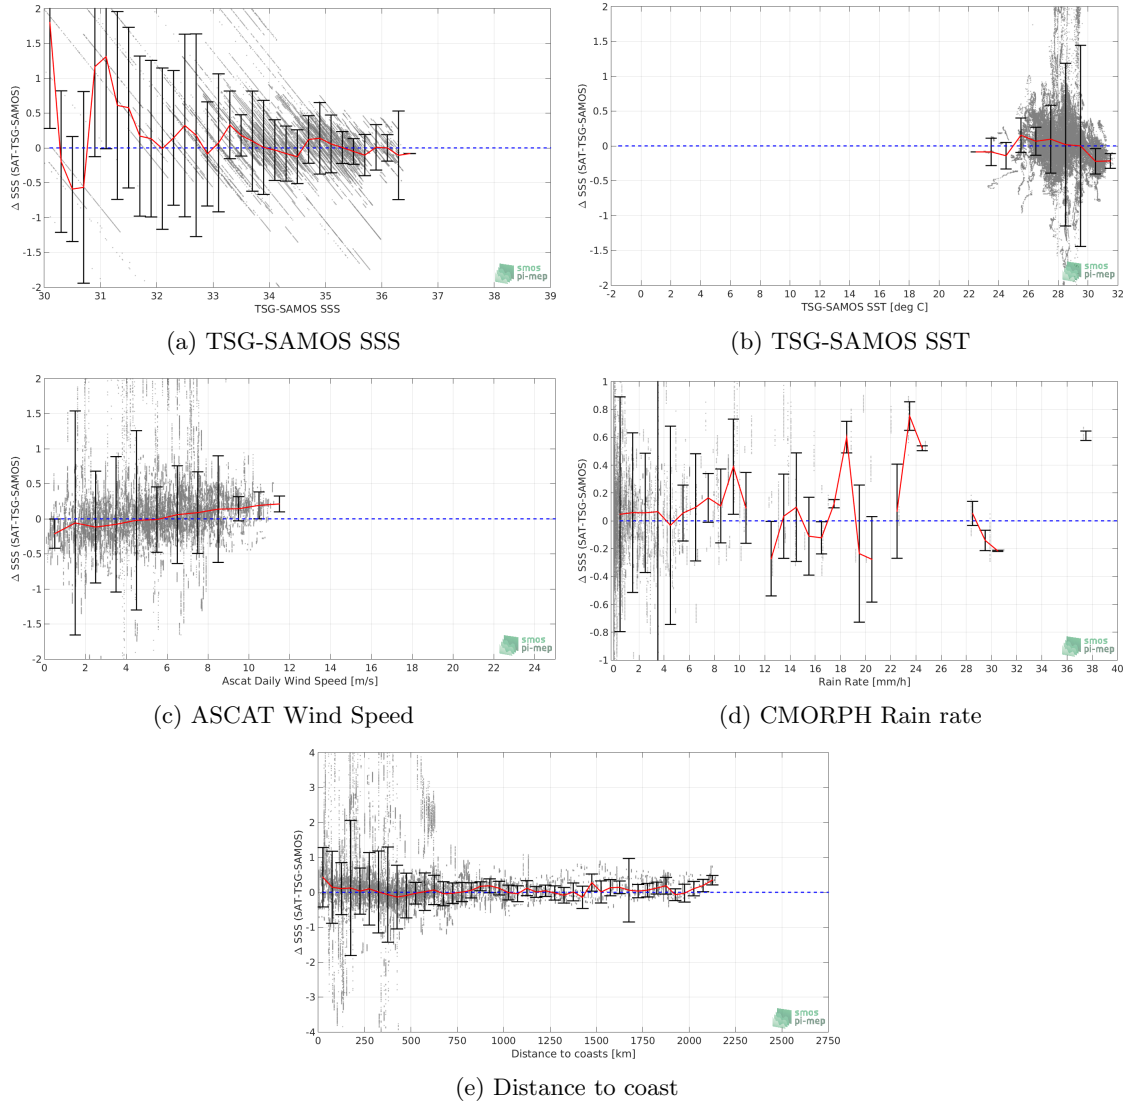 2
1.5
1
0.5
0
-0.5
-1
-1.5
-2
Δ SSS (SAT-TSG-SAMOS)
30 31 32 33 34 35 36 37 38 39
TSG-SAMOS SSS
smos
pi-mep
(a) TSG-SAMOS SSS
2
1.5
1
0.5
0
-0.5
-1
-1.5
-2
Δ SSS (SAT-TSG-SAMOS)
-2 0 2 4 6 8 10 12 14 16 18 20 22 24 26 28 30 32
TSG-SAMOS SST [deg C]
smos
pi-mep
(b) TSG-SAMOS SST
2
1.5
1
0.5
0
-0.5
-1
-1.5
-2
Δ SSS (SAT-TSG-SAMOS)
0 2 4 6 8 10 12 14 16 18 20 22 24
Ascat Daily Wind Speed [m/s]
smos
pi-mep
(c) ASCAT Wind Speed
1
0.8
0.6
0.4
0.2
0
-0.2
-0.4
-0.6
-0.8
-1
Δ SSS (SAT-TSG-SAMOS)
0 2 4 6 8 10 12 14 16 18 20 22 24 26 28 30 32 34 36 38 40
Rain Rate [mm/h]
smos
pi-mep
(d) CMORPH Rain rate
4
3
2
1
0
-1
-2
-3
-4
Δ SSS (SAT-TSG-SAMOS)
0 250 500 750 1000 1250 1500 1750 2000 2250 2500 2750
Distance to coasts [km]
smos
pi-mep
(e) Distance to coast